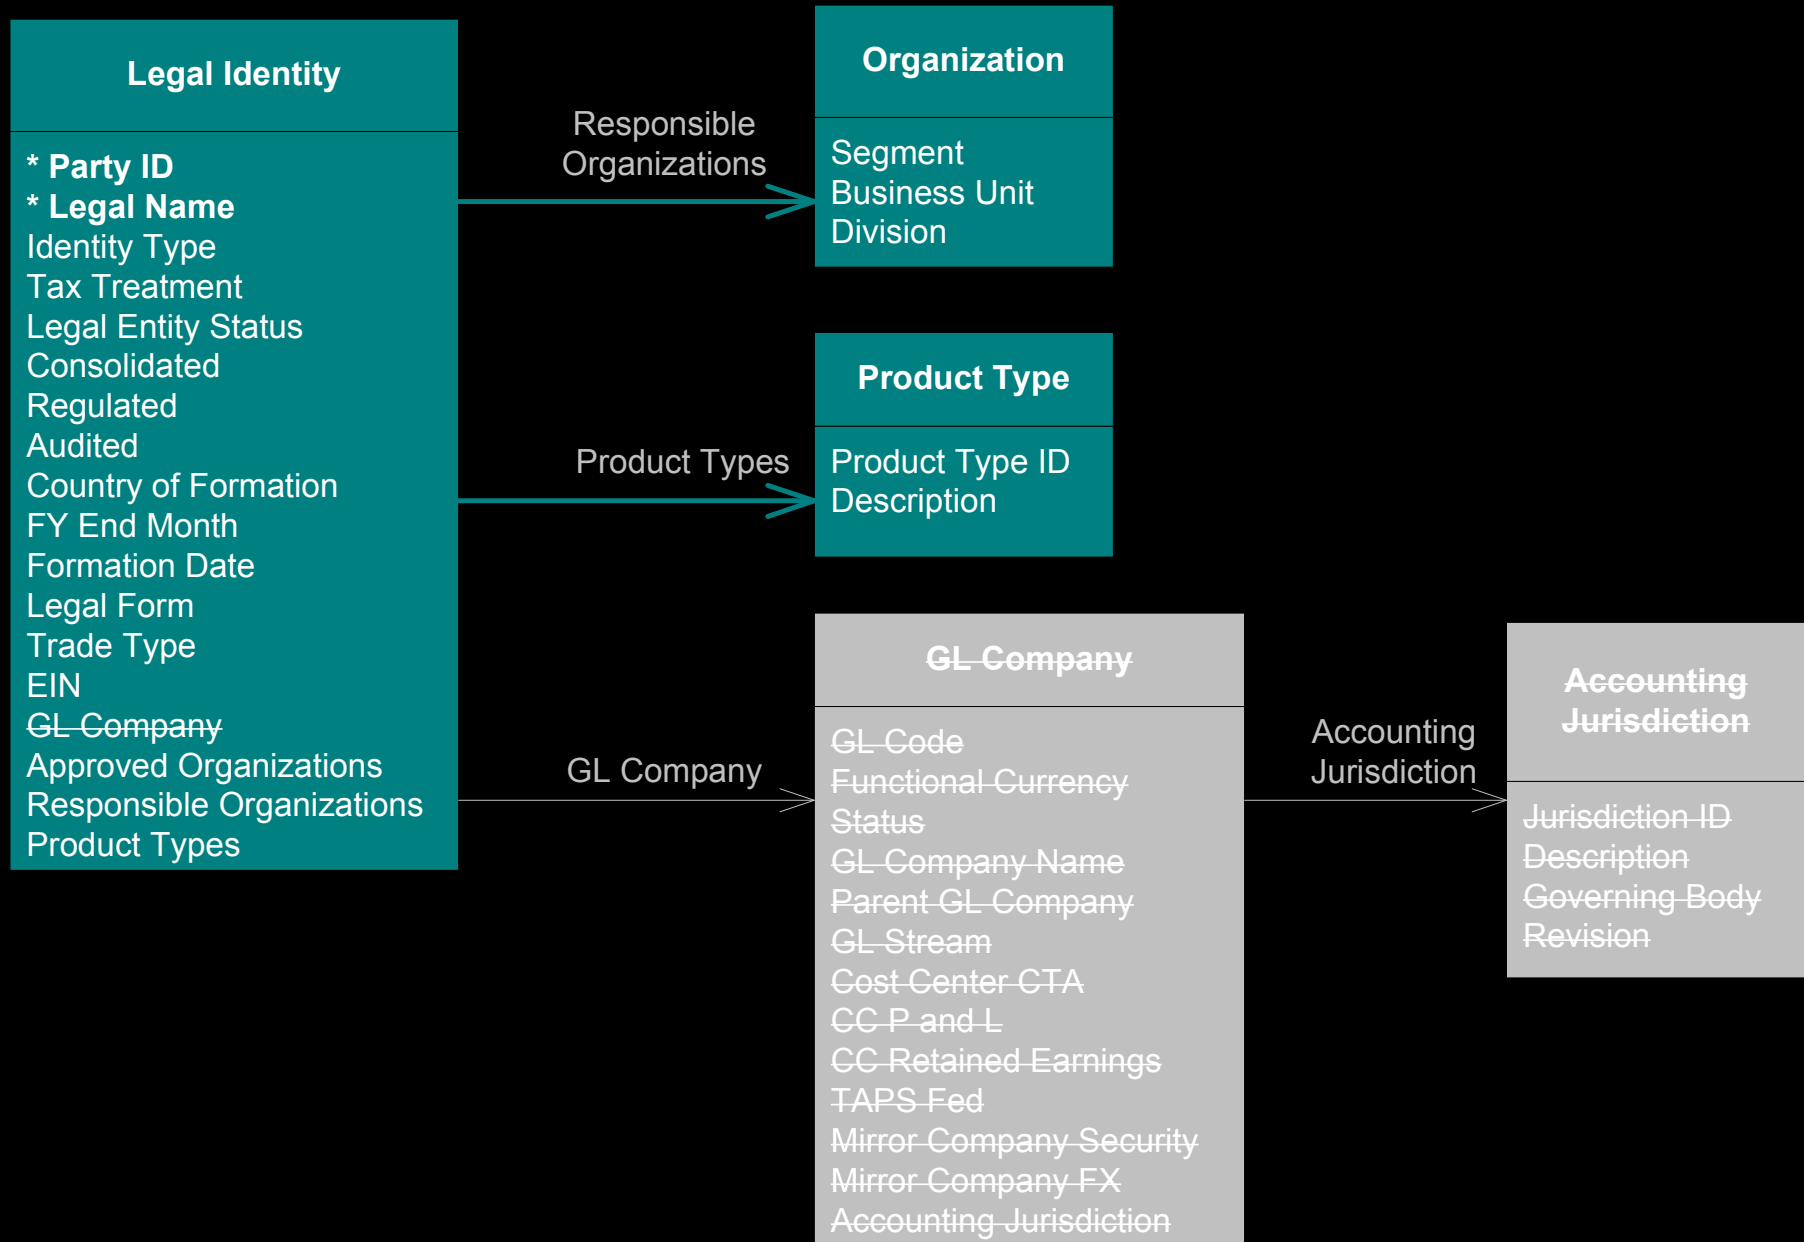 Legal Identity
* Party ID
* Legal Name
Identity Type
Tax Treatment
Legal Entity Status
Consolidated
Regulated
Audited
Country of Formation
FY End Month
Formation Date
Legal Form
Trade Type
EIN
GL Company
Approved Organizations
Responsible Organizations
Product Types
Responsible
Organizations
Organization
Segment
Business Unit
Division
Product Types
Product Type
Product Type ID
Description
GL Company
GL Company
GL Code
Functional Currency
Status
GL Company Name
Parent GL Company
GL Stream
Cost Center CTA
CC P and L
CC Retained Earnings
TAPS Fed
Mirror Company Security
Mirror Company FX
Accounting Jurisdiction
Accounting
Jurisdiction
Accounting
Jurisdiction
Jurisdiction ID
Description
Governing Body
Revision